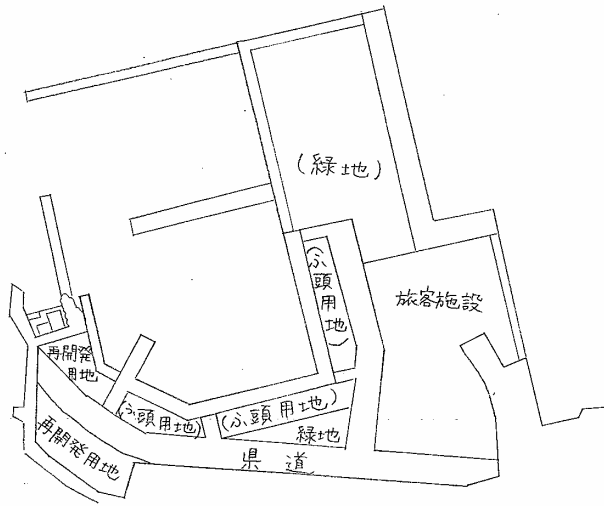 (緑地)
(ふ頭用地)
旅客施設
再開発
用地
(ふ頭用地)
(ふ頭用地)
緑地
再開発用地
県道